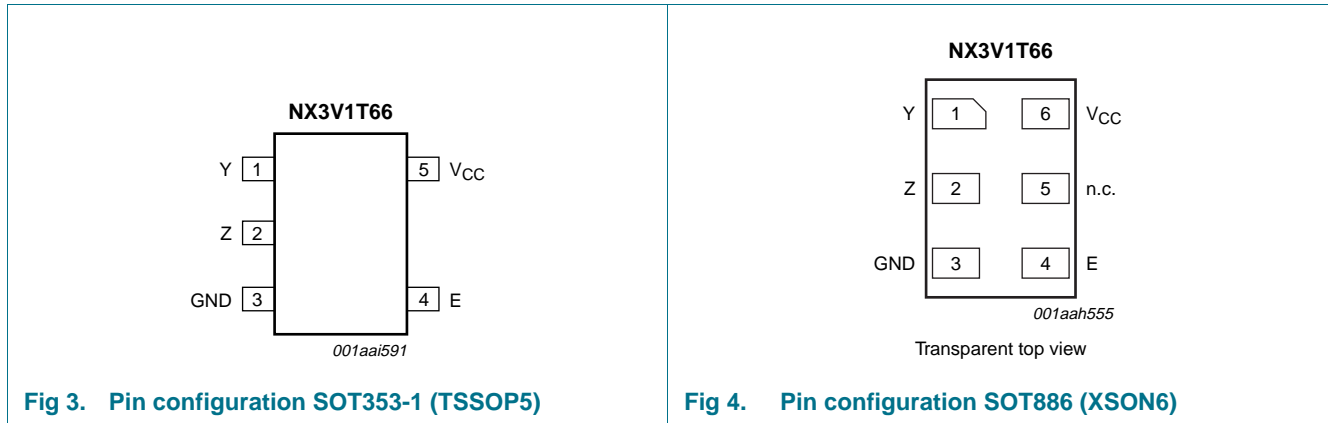 NX3V1T66
Y 1 5 VCC
Z 2
GND 3 4 E
001aai591
Fig 3. Pin configuration SOT353-1 (TSSOP5)
NX3V1T66
Y 1 6 VCC
Z 2 5 n.c.
GND 3 4 E
001aah555
Transparent top view
Fig 4. Pin configuration SOT886 (XSON6)